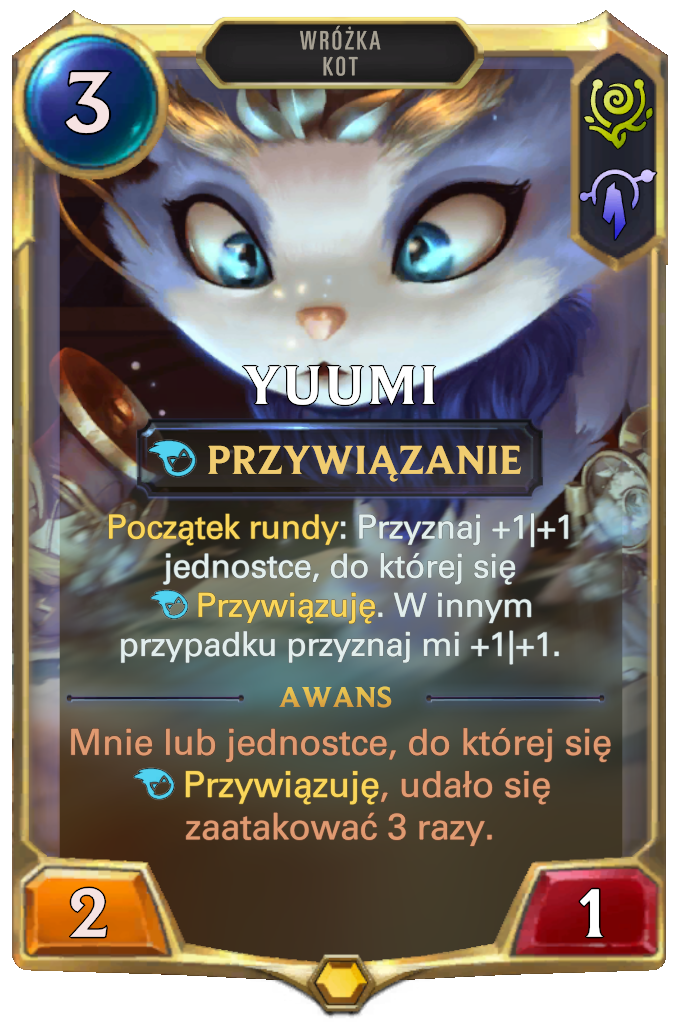 WRÓŻKA
KOT
3
YUUMI
PRZYWIĄZANIE
Początek rundy: Przyznaj +1|+1
jednostce, do której się
Przywiązuję. W innym
przypadku przyznaj mi +1|+1.
AWANS
Mnie lub jednostce, do której się
Przywiązuję, udało się
zaatakować 3 razy.
2
1